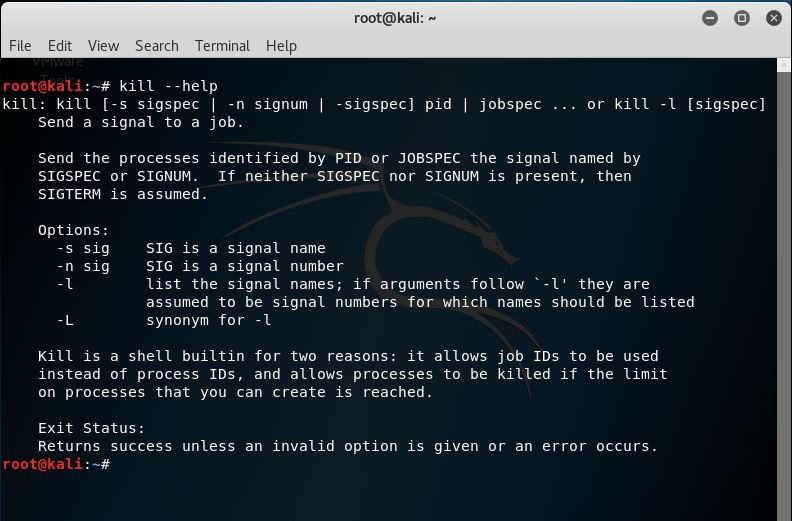 root@kali: ~
File Edit View Search Terminal Help
VMware
Tools
root@kali:~# kill --help
kill: kill [-s sigspec | -n signum | -sigspec] pid | jobspec ... or kill -l [sigspec]
    Send a signal to a job.

    Send the processes identified by PID or JOBSPEC the signal named by
    SIGSPEC or SIGNUM.  If neither SIGSPEC nor SIGNUM is present, then
    SIGTERM is assumed.

    Options:
      -s sig    SIG is a signal name
      -n sig    SIG is a signal number
      -l        list the signal names; if arguments follow `-l' they are
                assumed to be signal numbers for which names should be listed
      -L        synonym for -l

    Kill is a shell builtin for two reasons: it allows job IDs to be used
    instead of process IDs, and allows processes to be killed if the limit
    on processes that you can create is reached.

    Exit Status:
    Returns success unless an invalid option is given or an error occurs.
root@kali:~#